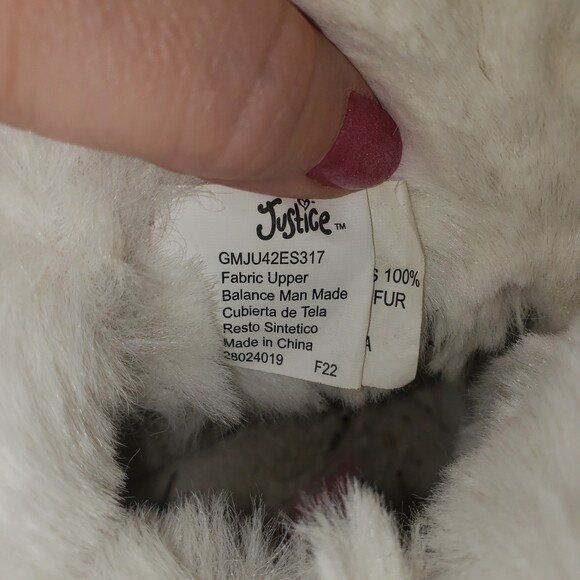 Justice™
GMJU42ES317
Fabric Upper
Balance Man Made
Cubierta de Tela
Resto Sintetico
Made in China
28024019 F22
100%
FUR